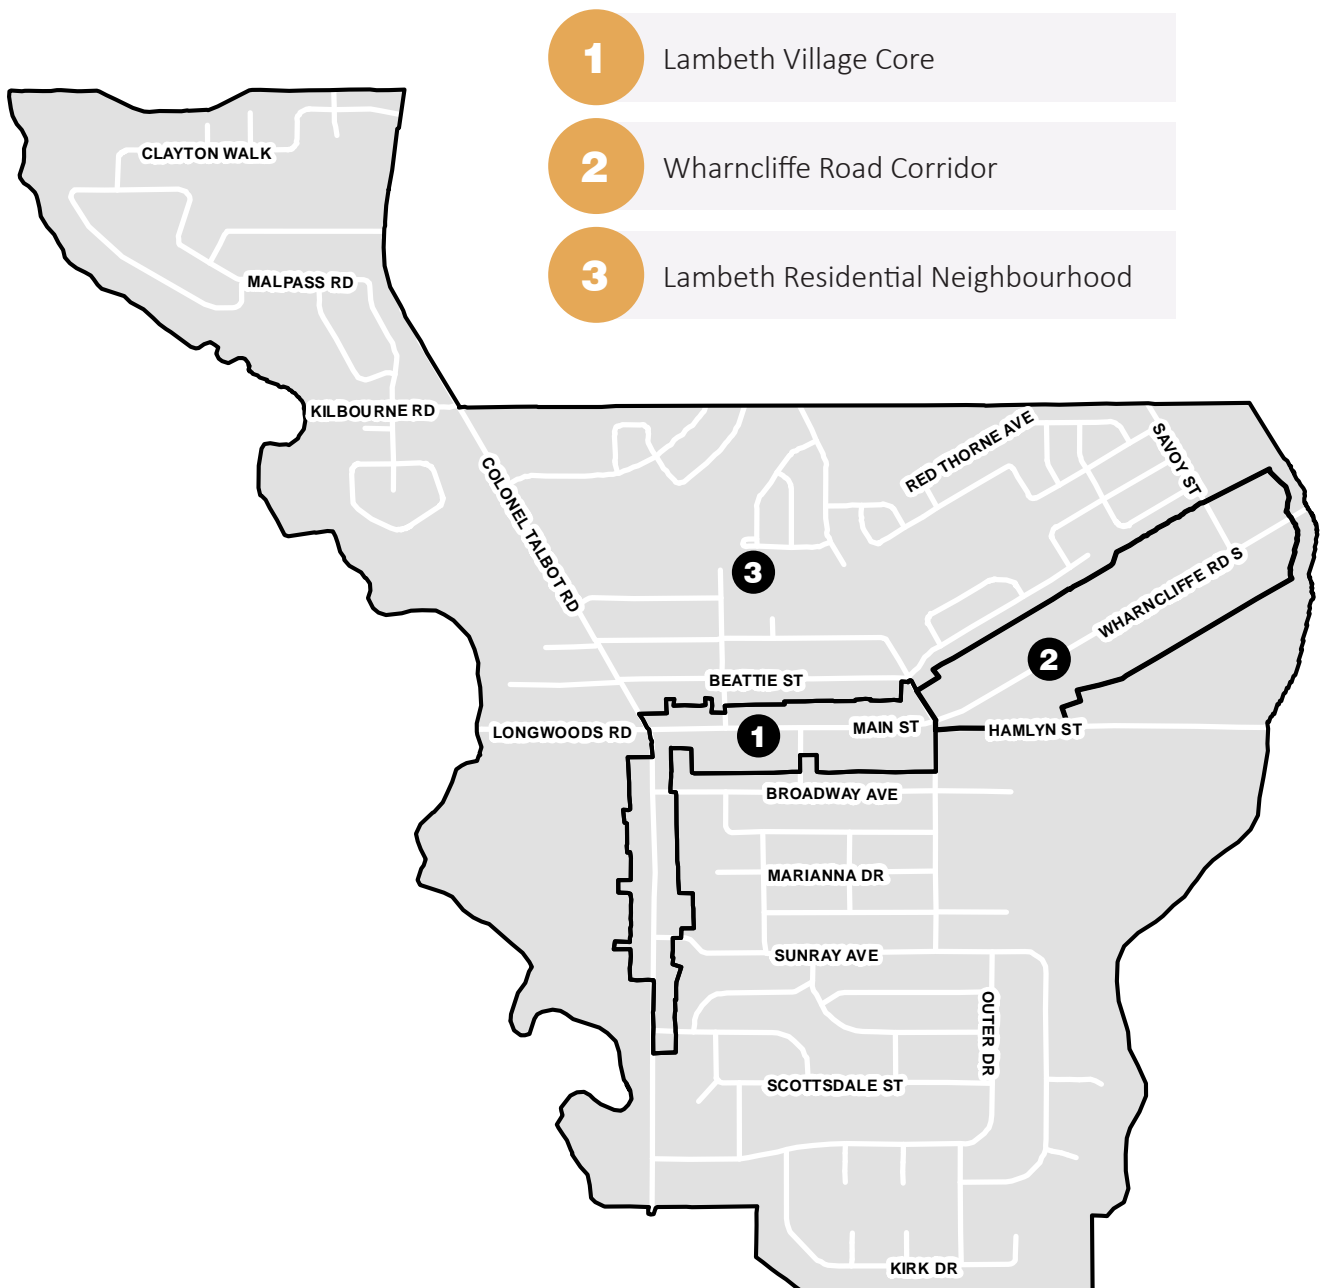 1 Lambeth Village Core
2 Wharncliffe Road Corridor
3 Lambeth Residential Neighbourhood
CLAYTON WALK
MALPASS RD
KILBOURNE RD
COLONEL TALBOT RD
RED THORNE AVE
SAVOY ST
3
WHARNCLIFFE RD S
2
BEATTIE ST
LONGWOODS RD
1
MAIN ST
HAMLYN ST
BROADWAY AVE
MARIANNA DR
SUNRAY AVE
OUTER DR
SCOTTSDALE ST
KIRK DR